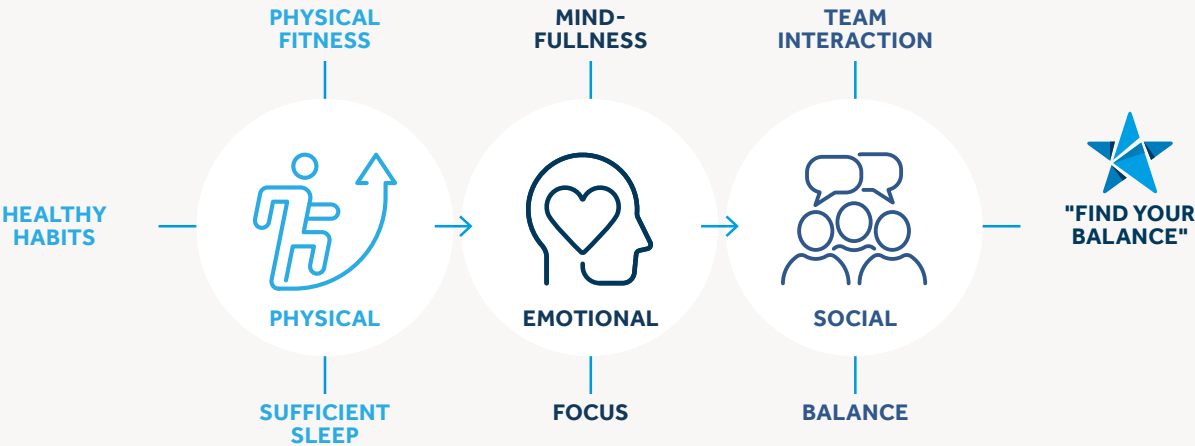 PHYSICAL
FITNESS
MIND-
FULLNESS
TEAM
INTERACTION
HEALTHY
HABITS
PHYSICAL
EMOTIONAL
SOCIAL
"FIND YOUR
BALANCE"
SUFFICIENT
SLEEP
FOCUS
BALANCE